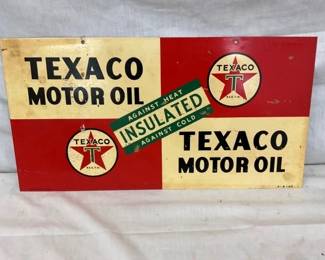 TEXACO
MOTOR OIL
TEXACO
T
AGAINST HEAT
INSULATED
AGAINST COLD
TEXACO
T
TEXACO
MOTOR OIL